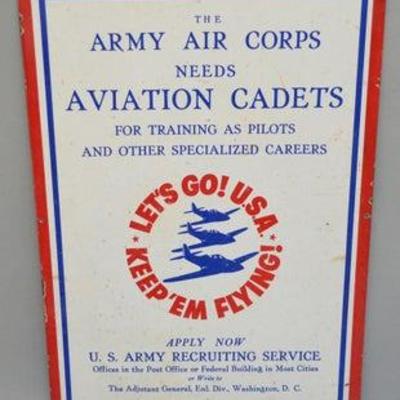 THE
ARMY AIR CORPS
NEEDS
AVIATION CADETS
FOR TRAINING AS PILOTS
AND OTHER SPECIALIZED CAREERS
LET'S GO! U.S.A.
KEEP 'EM FLYING!
APPLY NOW
U. S. ARMY RECRUITING SERVICE
Offices in the Post Office or Federal Building in Most Cities
or Write to
The Adjutant General, Enl. Div., Washington, D. C.